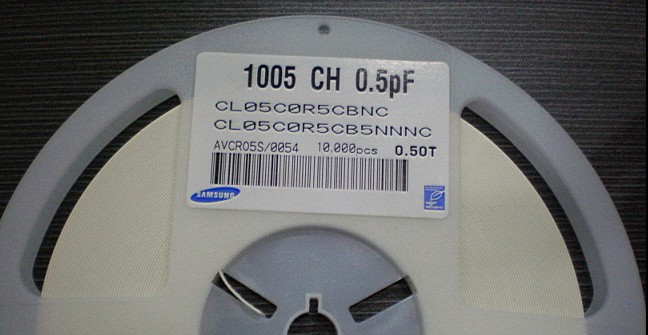 1005 CH 0.5pF
CL05C0R5CBNC
CL05C0R5CB5NNNC
AVCR05S/0054 10.000pcs 0.50T
SAMSUNG